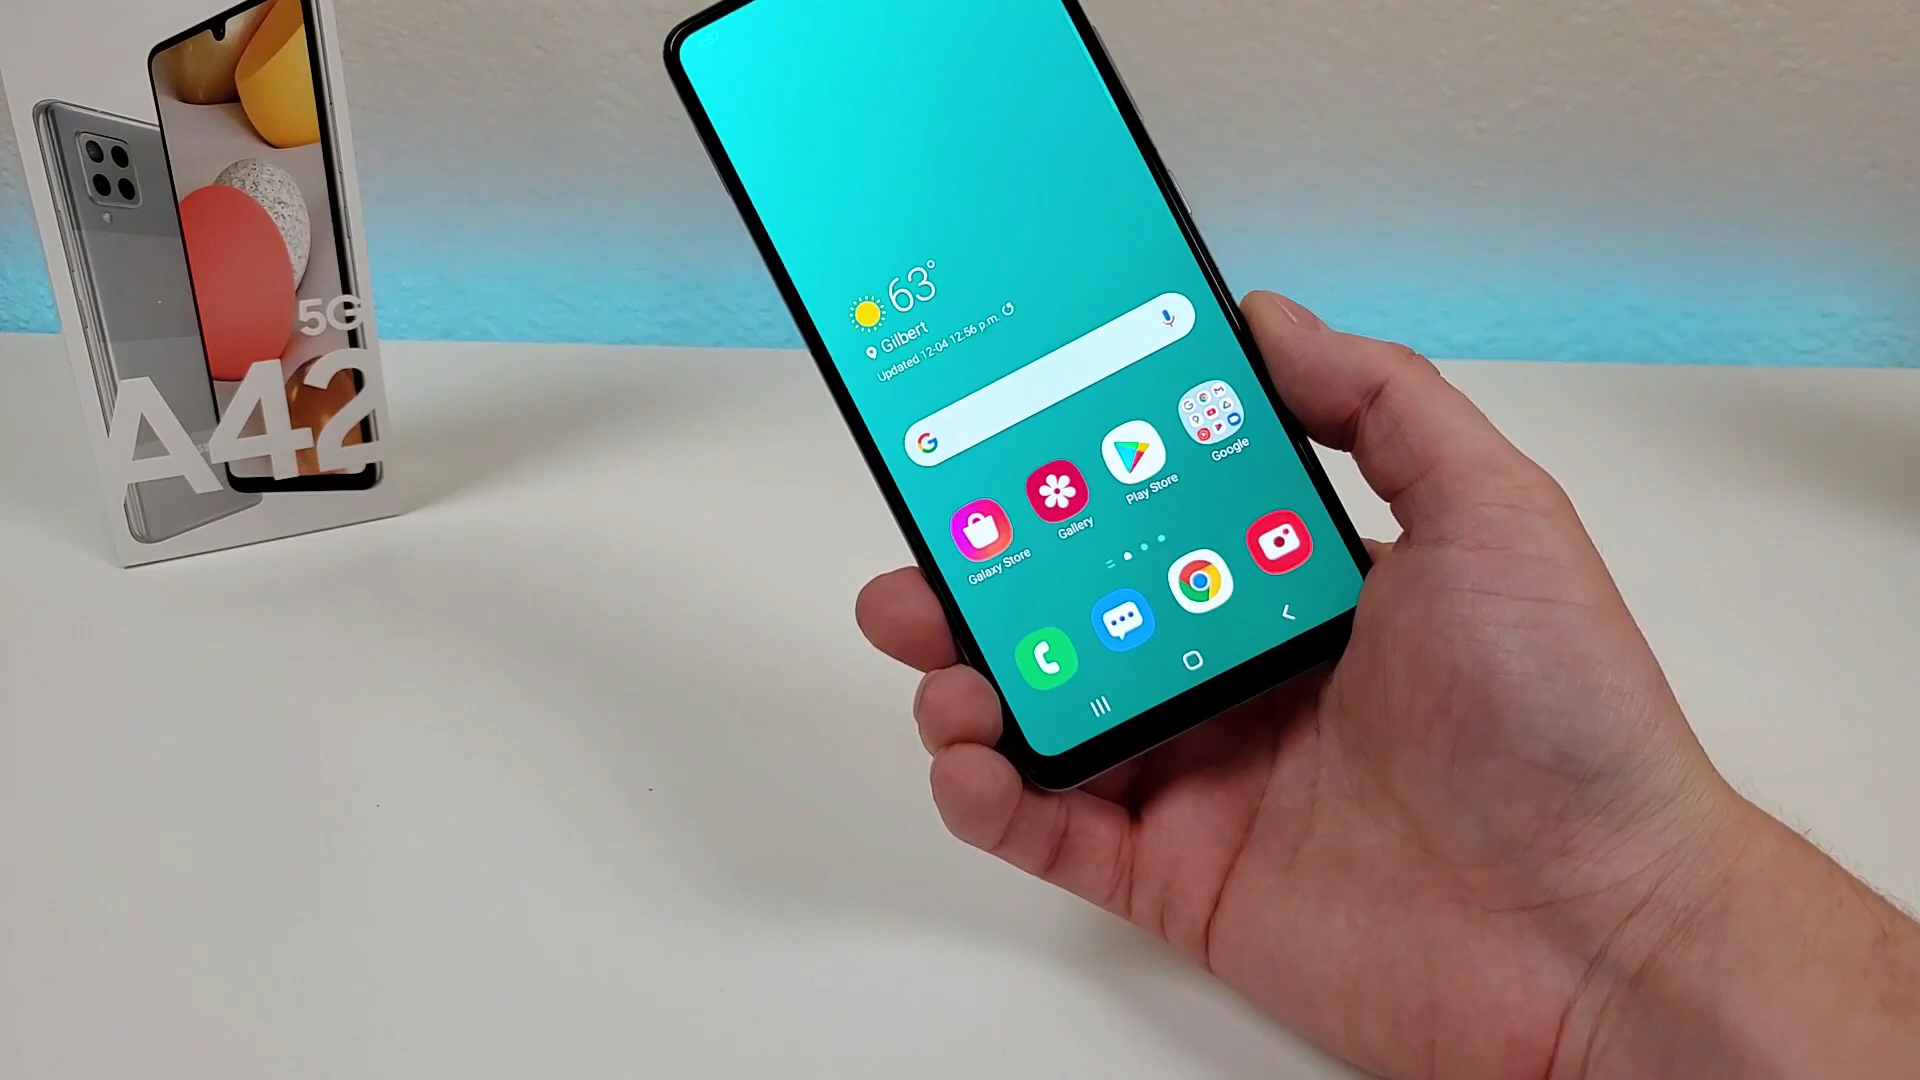 5G
A42
63°
Gilbert
Updated 12-04 12:56 p.m.
Galaxy Store
Gallery
Play Store
Google